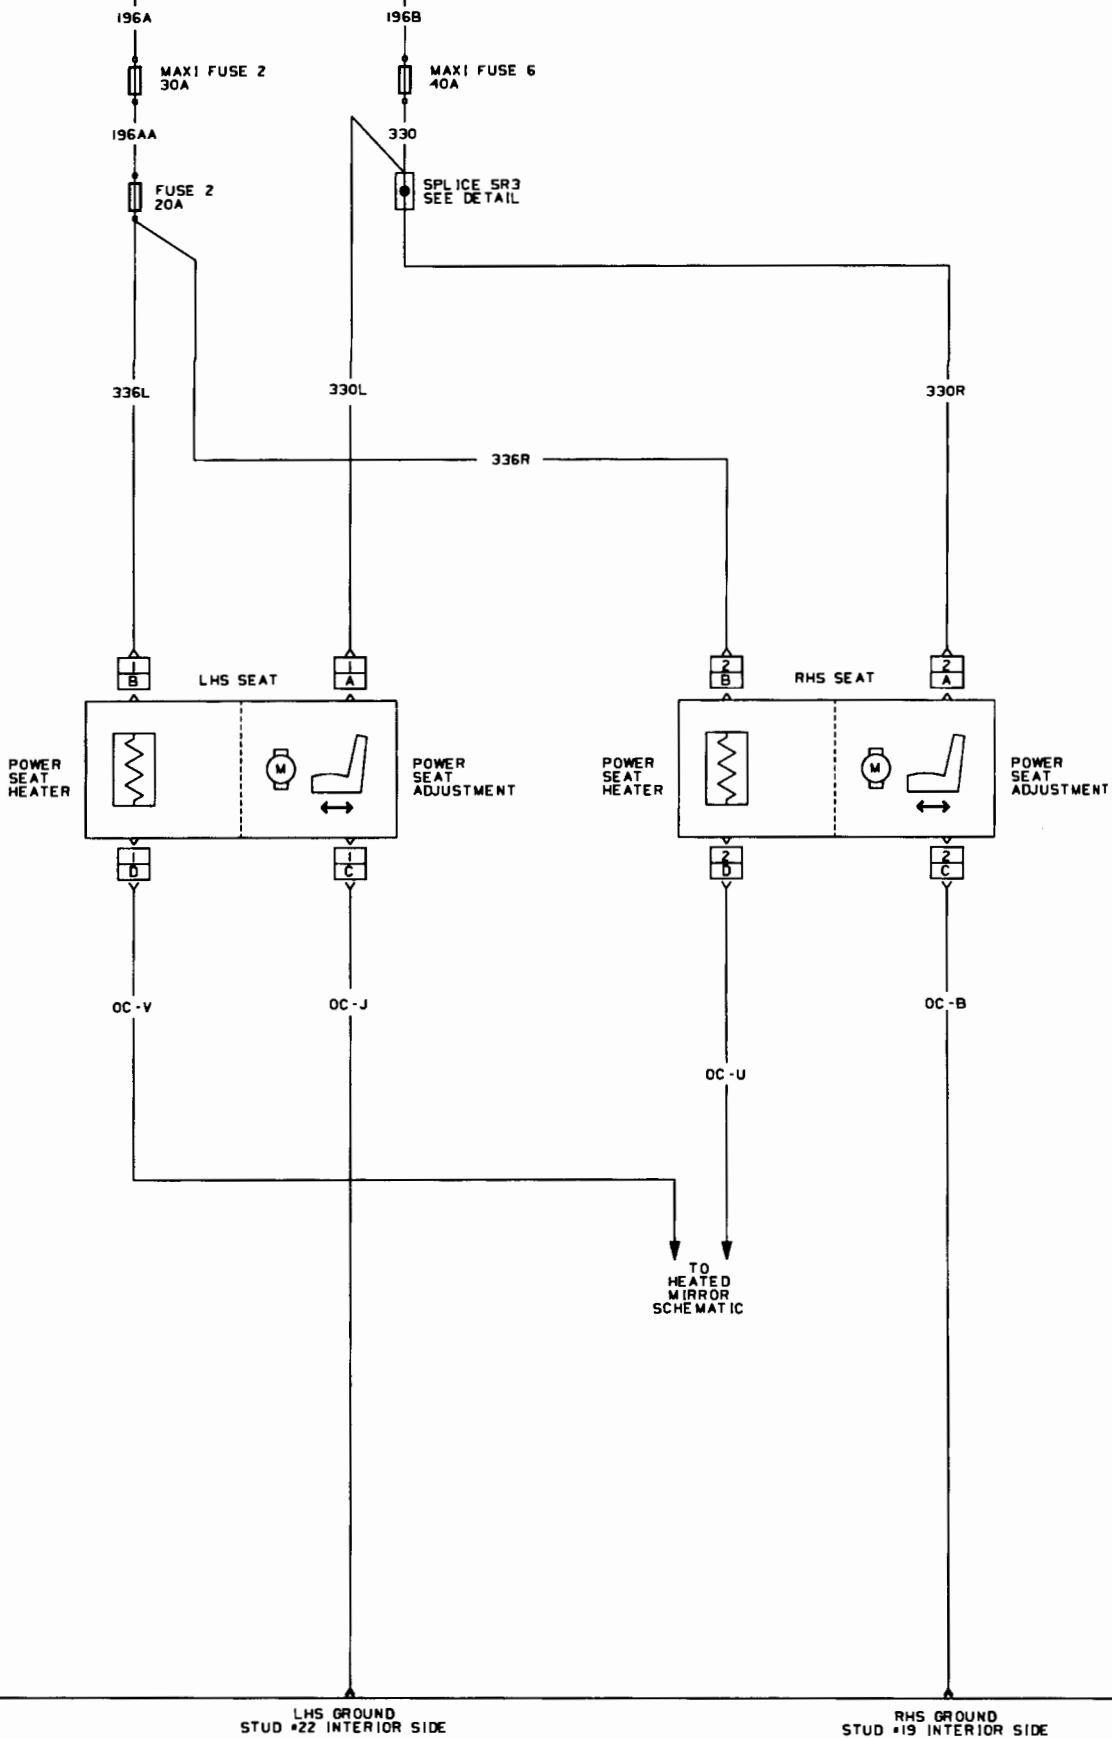 196A
196B
MAXI FUSE 2
30A
MAXI FUSE 6
40A
196AA
330
FUSE 2
20A
SPLICE SR3
SEE DETAIL
336L
330L
330R
336R
1
B
LHS SEAT
1
A
2
B
RHS SEAT
2
A
POWER
SEAT
HEATER
M
POWER
SEAT
ADJUSTMENT
POWER
SEAT
HEATER
M
POWER
SEAT
ADJUSTMENT
1
D
1
C
2
D
2
C
OC-V
OC-J
OC-B
OC-U
TO
HEATED
MIRROR
SCHEMATIC
LHS GROUND
STUD #22 INTERIOR SIDE
RHS GROUND
STUD #19 INTERIOR SIDE